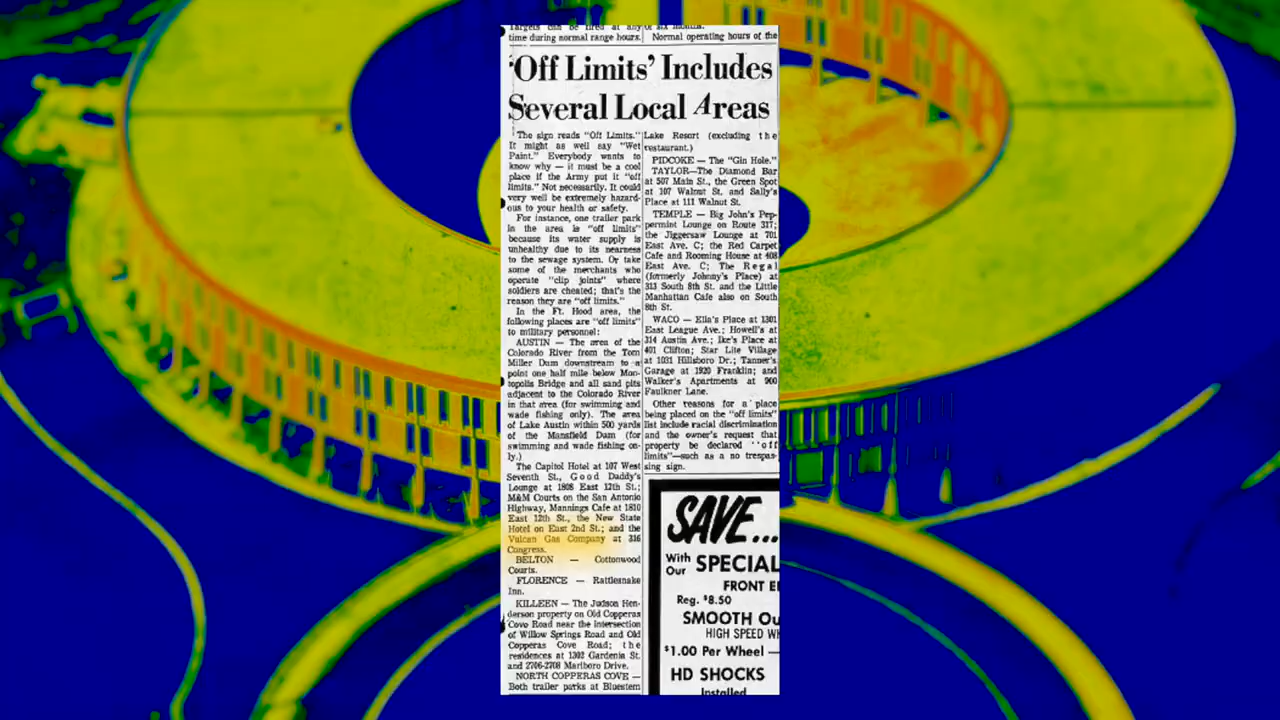 Targets can be fired at any
time during normal range hours.
of six months.
Normal operating hours of the
'Off Limits' Includes
Several Local Areas
The sign reads "Off Limits."
It might as well say "Wet
Paint." Everybody wants to
know why — it must be a cool
place if the Army put it "off
limits." Not necessarily. It could
very well be extremely hazard-
ous to your health or safety.
For instance, one trailer park
in the area is "off limits"
because its water supply is
unhealthy due to its nearness
to the sewage system. Or take
some of the merchants who
operate "clip joints" where
soldiers are cheated; that's the
reason they are "off limits."
In the Ft. Hood area, the
following places are "off limits"
to military personnel:
AUSTIN — The area of the
Colorado River from the Tom
Miller Dam downstream to a
point one half mile below Mon-
topolis Bridge and all sand pits
adjacent to the Colorado River
in that area (for swimming and
wade fishing only). The area
of Lake Austin within 500 yards
of the Mansfield Dam (for
swimming and wade fishing on-
ly.)
The Capitol Hotel at 107 West
Seventh St., Good Daddy's
Lounge at 1808 East 12th St.;
M&M Courts on the San Antonio
Highway, Mannings Cafe at 1810
East 12th St., the New State
Hotel on East 2nd St.; and the
Vulcan Gas Company at 316
Congress.
BELTON — Cottonwood
Courts.
FLORENCE — Rattlesnake
Inn.
KILLEEN — The Judson Hen-
derson property on Old Copperas
Cove Road near the intersection
of Willow Springs Road and Old
Copperas Cove Road; the
residences at 1303 Gardenia St.
and 2706-2708 Marlboro Drive.
NORTH COPPERAS COVE —
Both trailer parks at Bluestem
Lake Resort (excluding the
restaurant.)
PIDCOKE — The "Gin Hole."
TAYLOR—The Diamond Bar
at 507 Main St., the Green Spot
at 107 Walnut St. and Sally's
Place at 111 Walnut St.
TEMPLE — Big John's Pep-
permint Lounge on Route 317;
the Jiggersaw Lounge at 701
East Ave. C; the Red Carpet
Cafe and Rooming House at 408
East Ave. C; The Regal
(formerly Johnny's Place) at
313 South 8th St. and the Little
Manhattan Cafe also on South
8th St.
WACO — Ella's Place at 1301
East League Ave.; Howell's at
314 Austin Ave.; Ike's Place at
401 Clifton; Star Lite Village
at 1031 Hillsboro Dr.; Tanner's
Garage at 1920 Franklin; and
Walker's Apartments at 900
Faulkner Lane.
Other reasons for a place
being placed on the "off limits"
list include racial discrimination
and the owner's request that
property be declared "off
limits"—such as a no trespas-
sing sign.
SAVE...
With
Our SPECIAL
FRONT E
Reg. $8.50
SMOOTH Ou
HIGH SPEED W
$1.00 Per Wheel —
HD SHOCKS
Installed